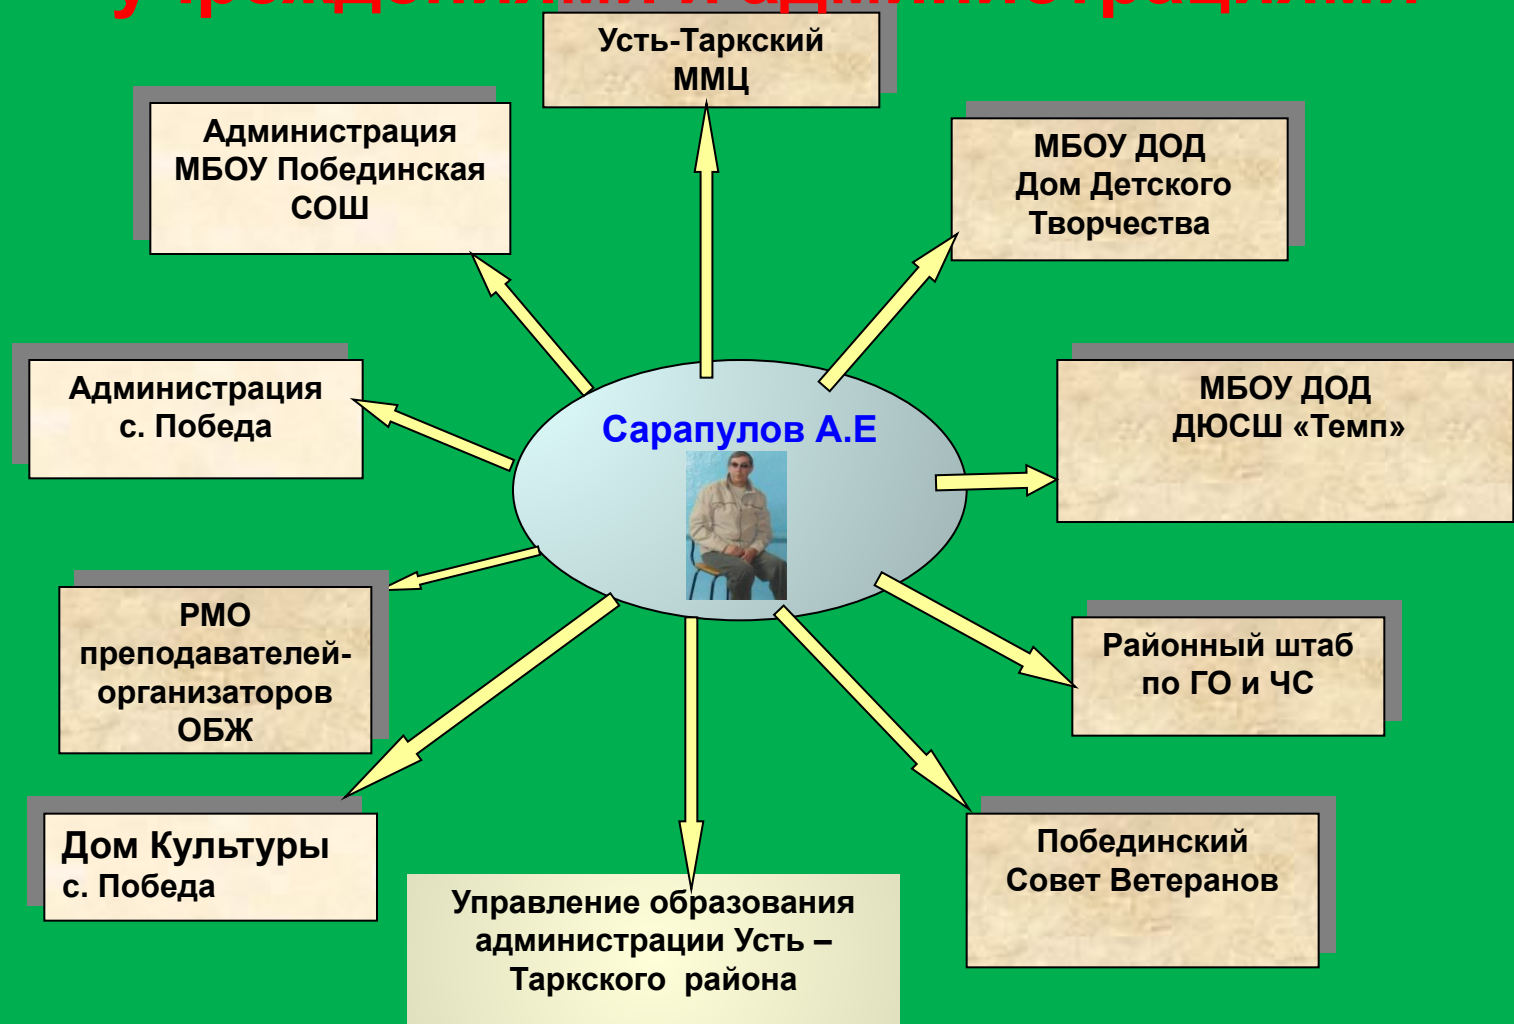 учреждениями и администрациями
Усть-Таркский
ММЦ
Администрация
МБОУ Побединская
СОШ
МБОУ ДОД
Дом Детского
Творчества
Администрация
с. Победа
Сарапулов А.Е
МБОУ ДОД
ДЮСШ «Темп»
РМО
преподавателей-
организаторов
ОБЖ
Районный штаб
по ГО и ЧС
Дом Культуры
с. Победа
Управление образования
администрации Усть –
Таркского района
Побединский
Совет Ветеранов